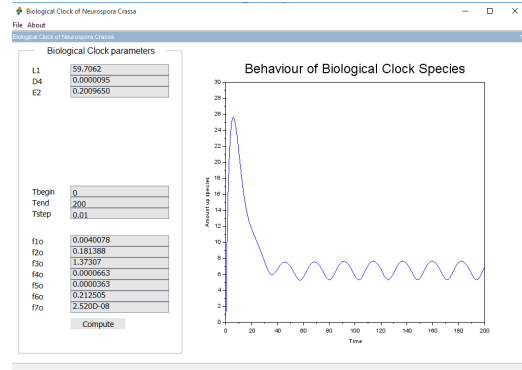 Biological Clock of Neurospora Crassa
File About
Biological Clock of Neurospora Crassa
Biological Clock parameters
L1 59.7062
D4 0.0000095
E2 0.2009650
Tbegin 0
Tend 200
Tstep 0.01
f1o 0.0040078
f2o 0.181388
f3o 1.37307
f4o 0.0000663
f5o 0.0000363
f6o 0.212505
f7o 2.520D-08
Compute
Behaviour of Biological Clock Species
Amount up species
30
28
26
24
22
20
18
16
14
12
10
8
6
4
2
0
0 20 40 60 80 100 120 140 160 180 200
Time